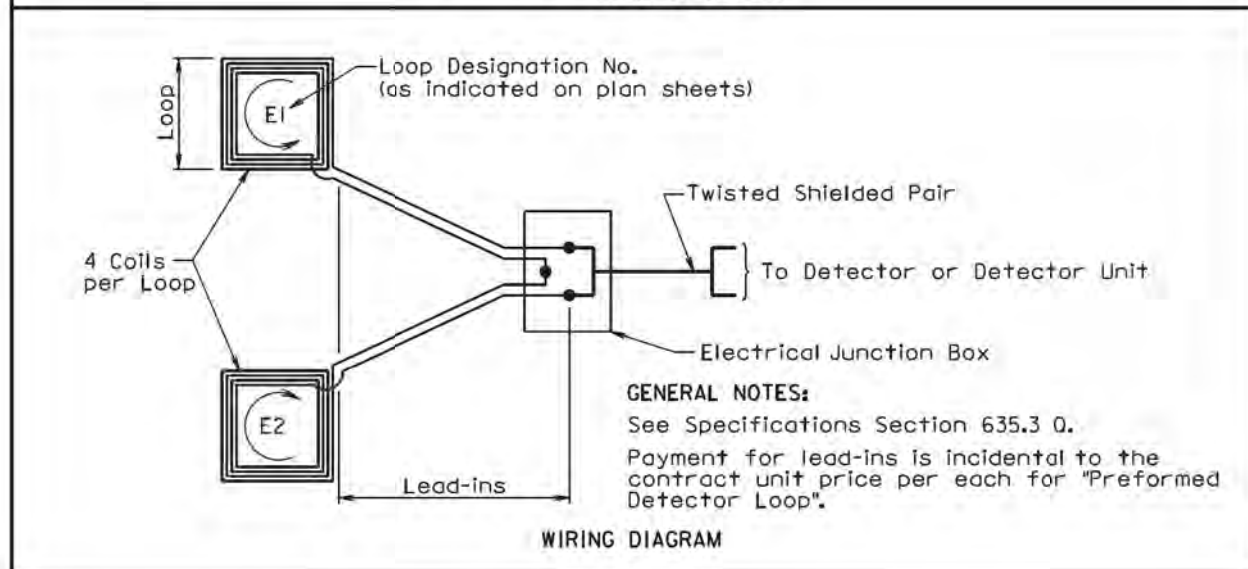 Loop Designation No.
(as indicated on plan sheets)
Loop
E1
Twisted Shielded Pair
4 Coils
per Loop
To Detector or Detector Unit
Electrical Junction Box
E2
Lead-ins
GENERAL NOTES:
See Specifications Section 635.3 Q.
Payment for lead-ins is incidental to the
contract unit price per each for "Preformed
Detector Loop".
WIRING DIAGRAM